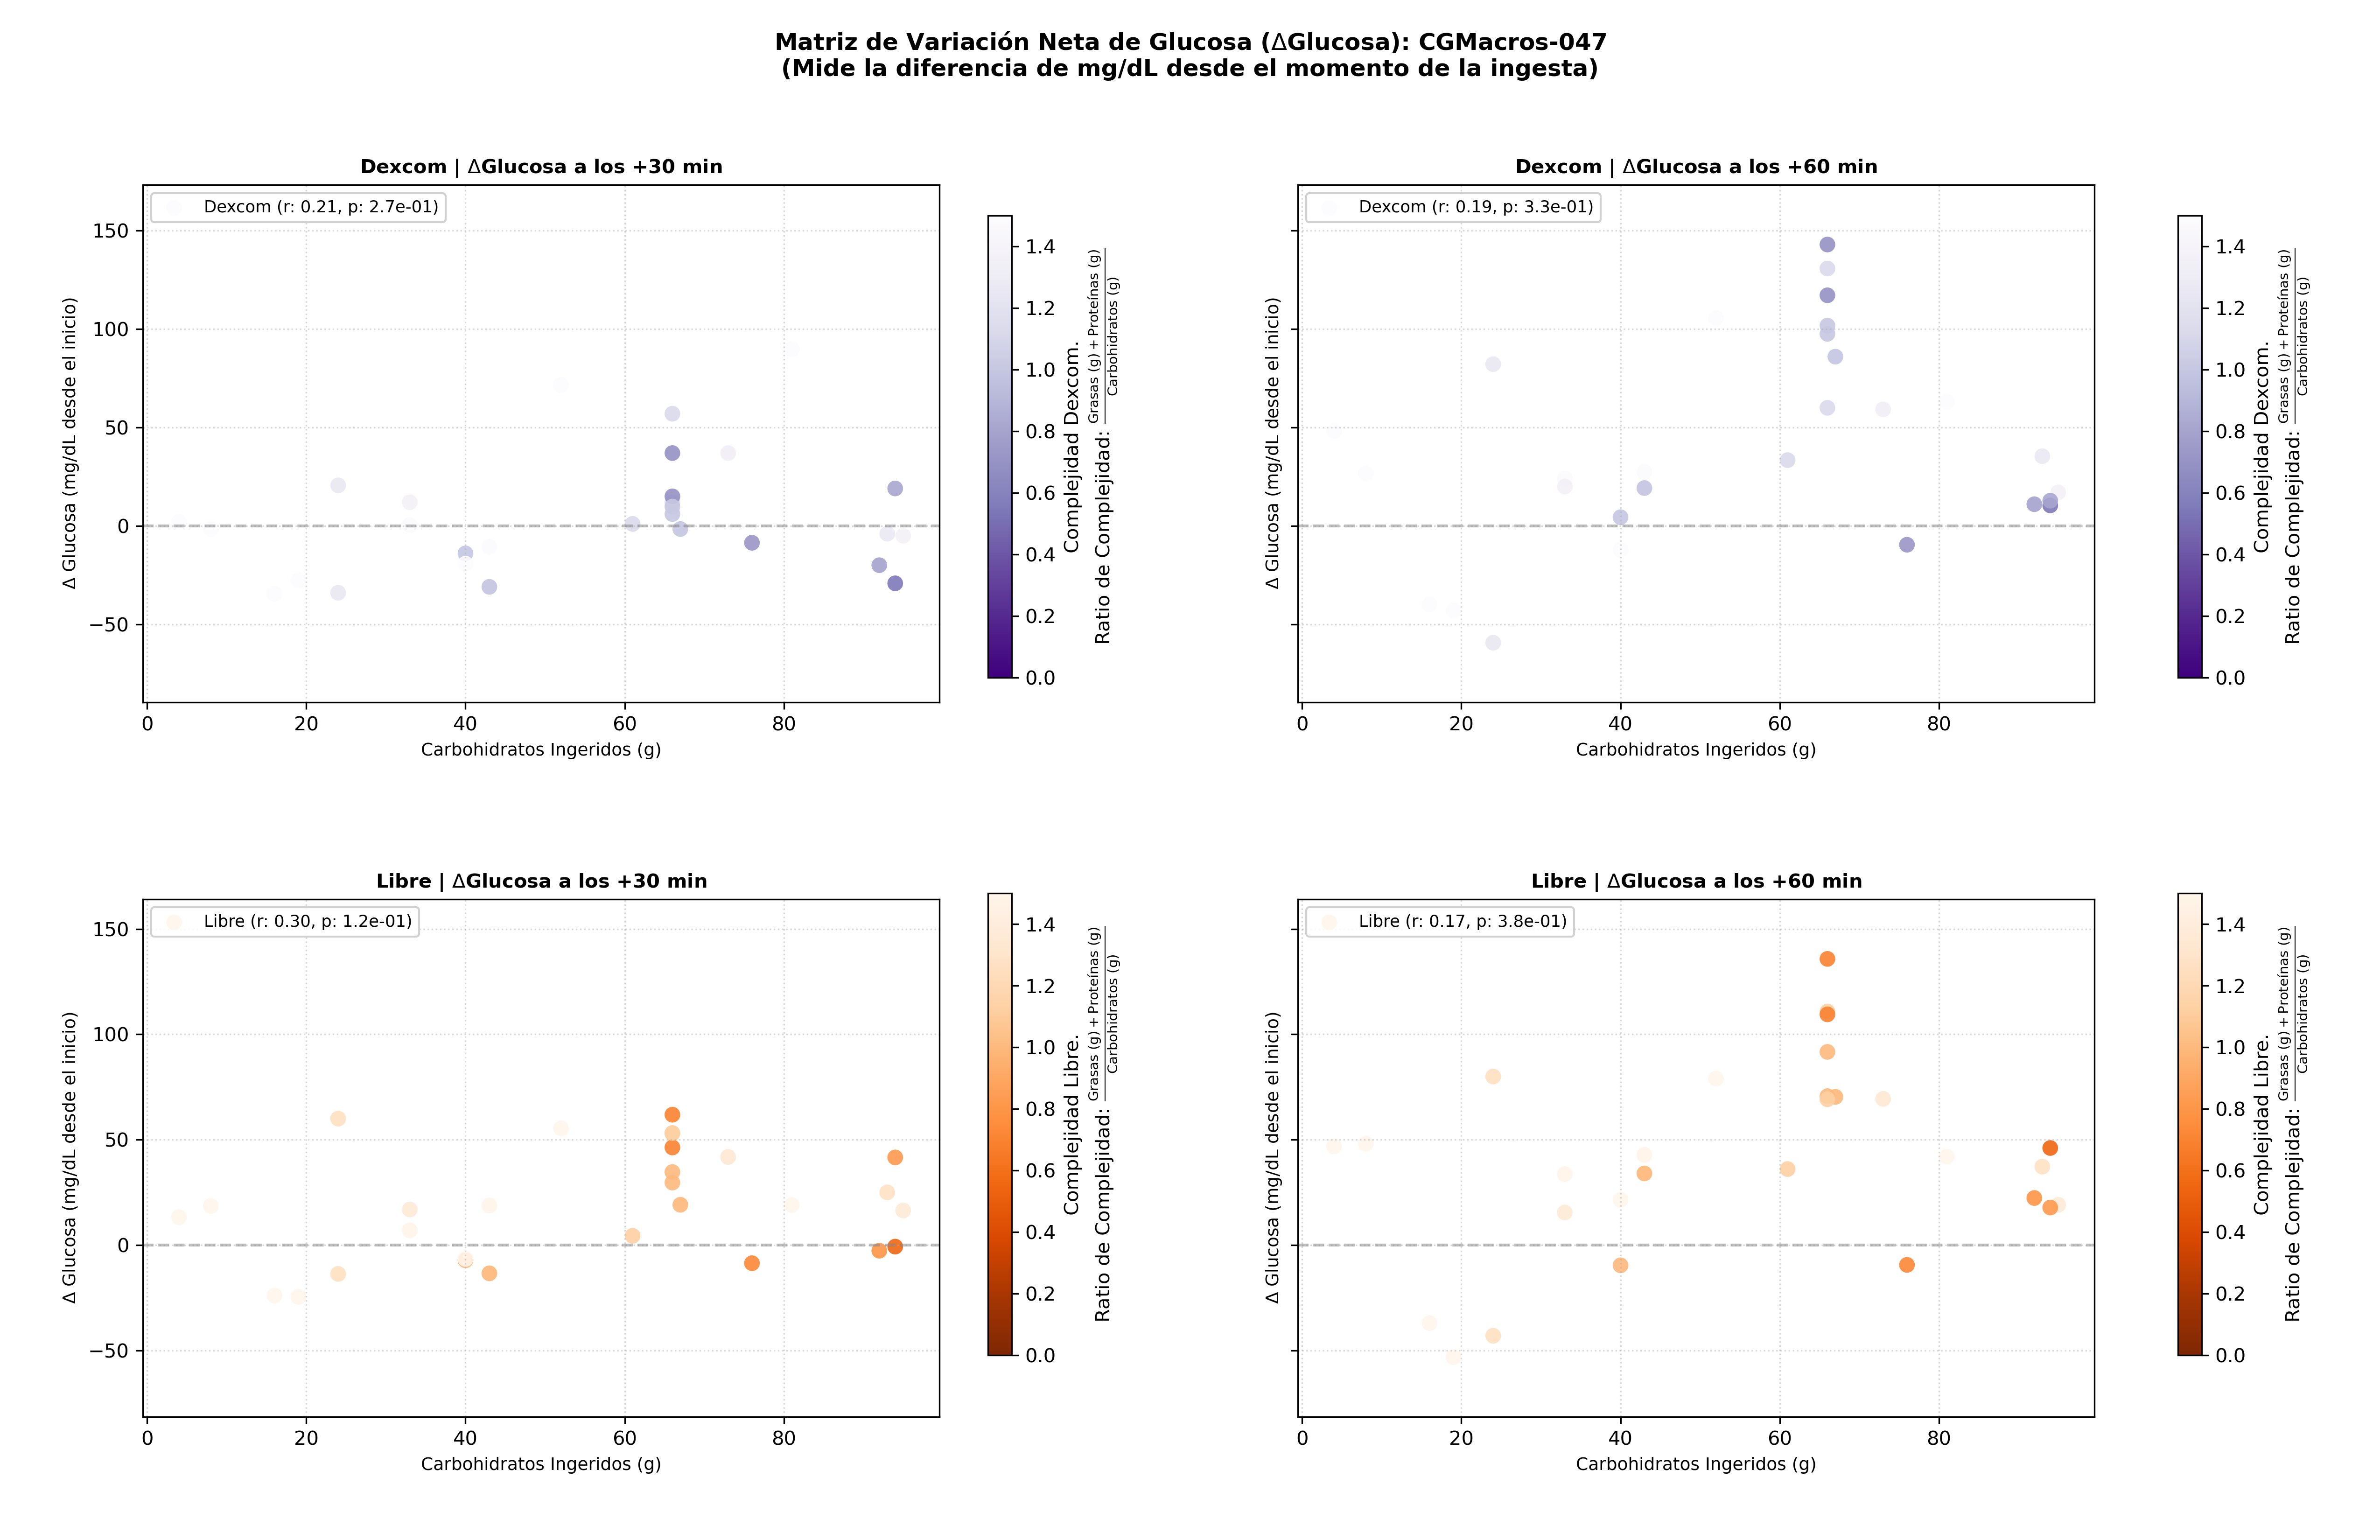 Matriz de Variación Neta de Glucosa (ΔGlucosa): CGMacros-047
(Mide la diferencia de mg/dL desde el momento de la ingesta)
Dexcom | ΔGlucosa a los +30 min
Dexcom (r: 0.21, p: 2.7e-01)
Δ Glucosa (mg/dL desde el inicio)
150
100
50
0
−50
0 20 40 60 80
Carbohidratos Ingeridos (g)
1.4
1.2
1.0
0.8
0.6
0.4
0.2
0.0
Complejidad Dexcom.
Ratio de Complejidad: Grasas (g) + Proteínas (g)
Carbohidratos (g)
Dexcom | ΔGlucosa a los +60 min
Dexcom (r: 0.19, p: 3.3e-01)
Δ Glucosa (mg/dL desde el inicio)
0 20 40 60 80
Carbohidratos Ingeridos (g)
1.4
1.2
1.0
0.8
0.6
0.4
0.2
0.0
Complejidad Dexcom.
Ratio de Complejidad: Grasas (g) + Proteínas (g)
Carbohidratos (g)
Libre | ΔGlucosa a los +30 min
Libre (r: 0.30, p: 1.2e-01)
Δ Glucosa (mg/dL desde el inicio)
150
100
50
0
−50
0 20 40 60 80
Carbohidratos Ingeridos (g)
1.4
1.2
1.0
0.8
0.6
0.4
0.2
0.0
Complejidad Libre.
Ratio de Complejidad: Grasas (g) + Proteínas (g)
Carbohidratos (g)
Libre | ΔGlucosa a los +60 min
Libre (r: 0.17, p: 3.8e-01)
Δ Glucosa (mg/dL desde el inicio)
0 20 40 60 80
Carbohidratos Ingeridos (g)
1.4
1.2
1.0
0.8
0.6
0.4
0.2
0.0
Complejidad Libre.
Ratio de Complejidad: Grasas (g) + Proteínas (g)
Carbohidratos (g)